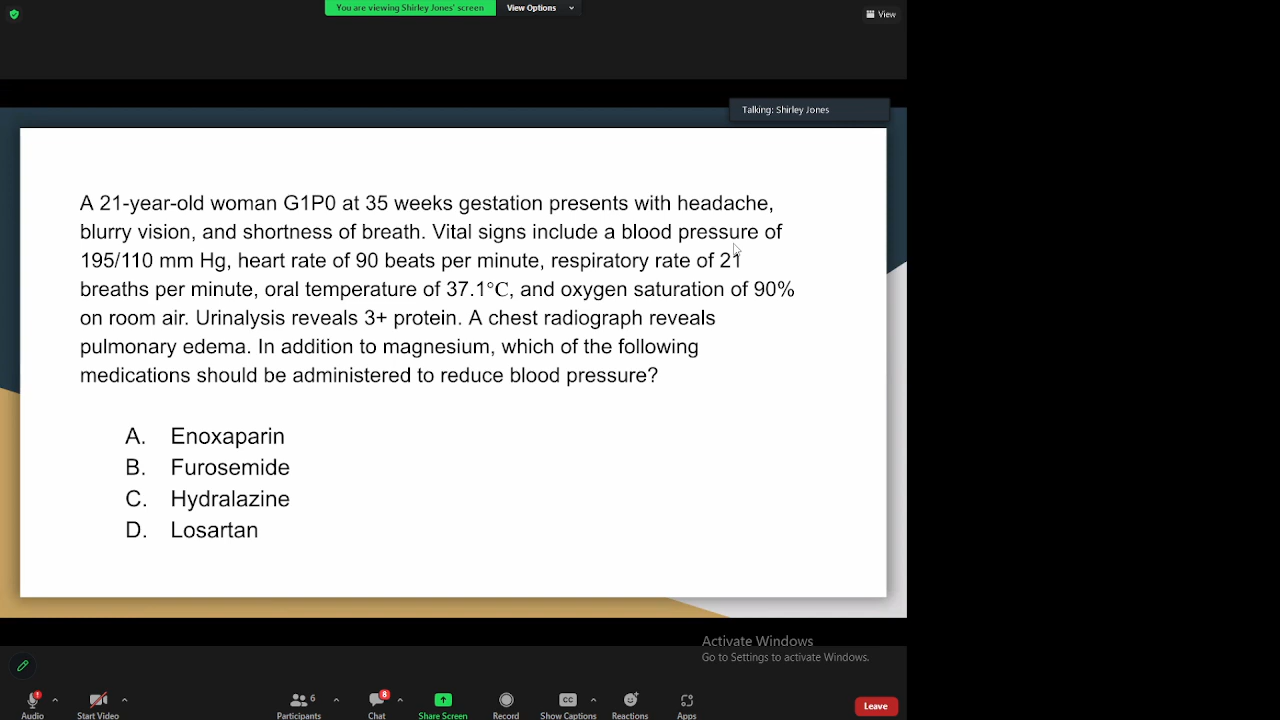 You are viewing Shirley Jones' screen
View Options
View
Talking: Shirley Jones
A 21-year-old woman G1P0 at 35 weeks gestation presents with headache,
blurry vision, and shortness of breath. Vital signs include a blood pressure of
195/110 mm Hg, heart rate of 90 beats per minute, respiratory rate of 21
breaths per minute, oral temperature of 37.1°C, and oxygen saturation of 90%
on room air. Urinalysis reveals 3+ protein. A chest radiograph reveals
pulmonary edema. In addition to magnesium, which of the following
medications should be administered to reduce blood pressure?
A. Enoxaparin
B. Furosemide
C. Hydralazine
D. Losartan
Activate Windows
Go to Settings to activate Windows.
6
8
CC
Audio
Start Video
Participants
Chat
Share Screen
Record
Show Captions
Reactions
Apps
Leave